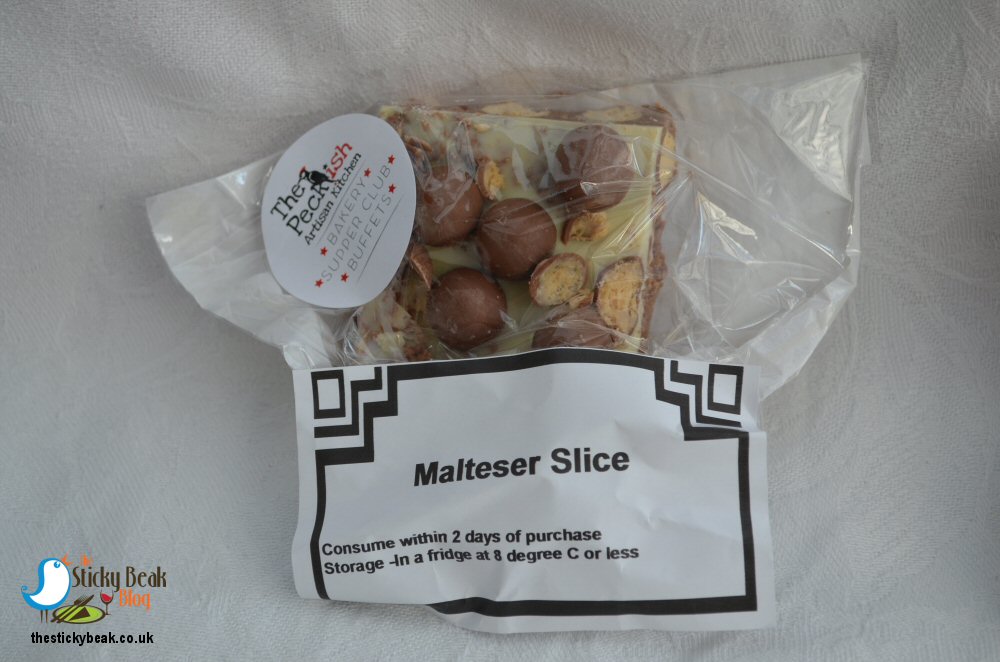 The
Peckish
Artisan Kitchen
★ BAKERY ★
★ SUPPER CLUB ★
★ BUFFETS ★
Malteser Slice
Consume within 2 days of purchase
Storage -In a fridge at 8 degree C or less
The
Sticky Beak
Blog
thestickybeak.co.uk